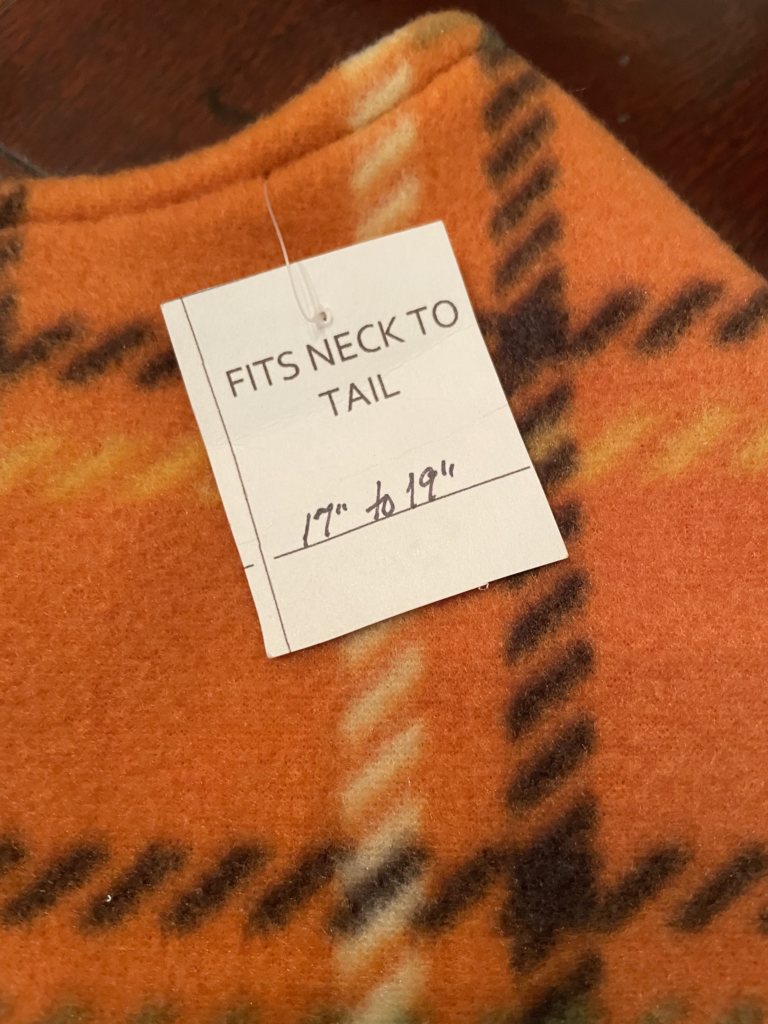 FITS NECK TO
TAIL
17" to 19"